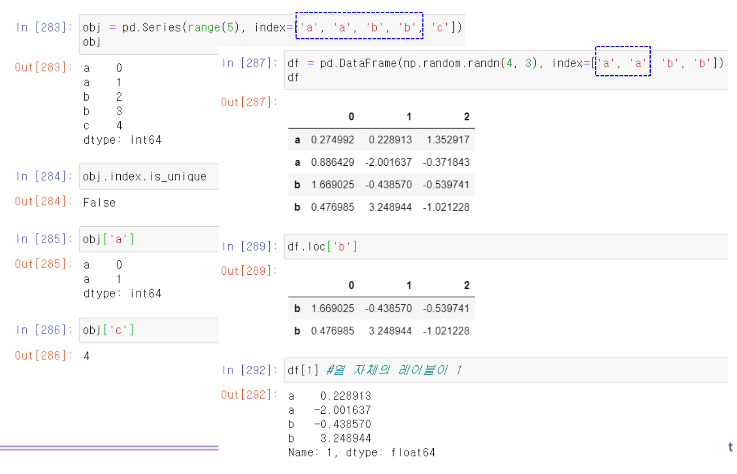 In [283]: obj = pd.Series(range(5), index=['a', 'a', 'b', 'b', 'c'])
obj
Out[283]: a 0
a 1
b 2
b 3
c 4
dtype: int64
In [284]: obj.index.is_unique
Out[284]: False
In [285]: obj['a']
Out[285]: a 0
a 1
dtype: int64
In [286]: obj['c']
Out[286]: 4
In [287]: df = pd.DataFrame(np.random.randn(4, 3), index=['a', 'a', 'b', 'b'])
df
Out[287]:
0 1 2
a 0.274992 0.228913 1.352917
a 0.886429 -2.001637 -0.371843
b 1.669025 -0.438570 -0.539741
b 0.476985 3.248944 -1.021228
In [289]: df.loc['b']
Out[289]:
0 1 2
b 1.669025 -0.438570 -0.539741
b 0.476985 3.248944 -1.021228
In [292]: df[1] #열 자체의 레이블이 1
Out[292]: a 0.228913
a -2.001637
b -0.438570
b 3.248944
Name: 1, dtype: float64
t